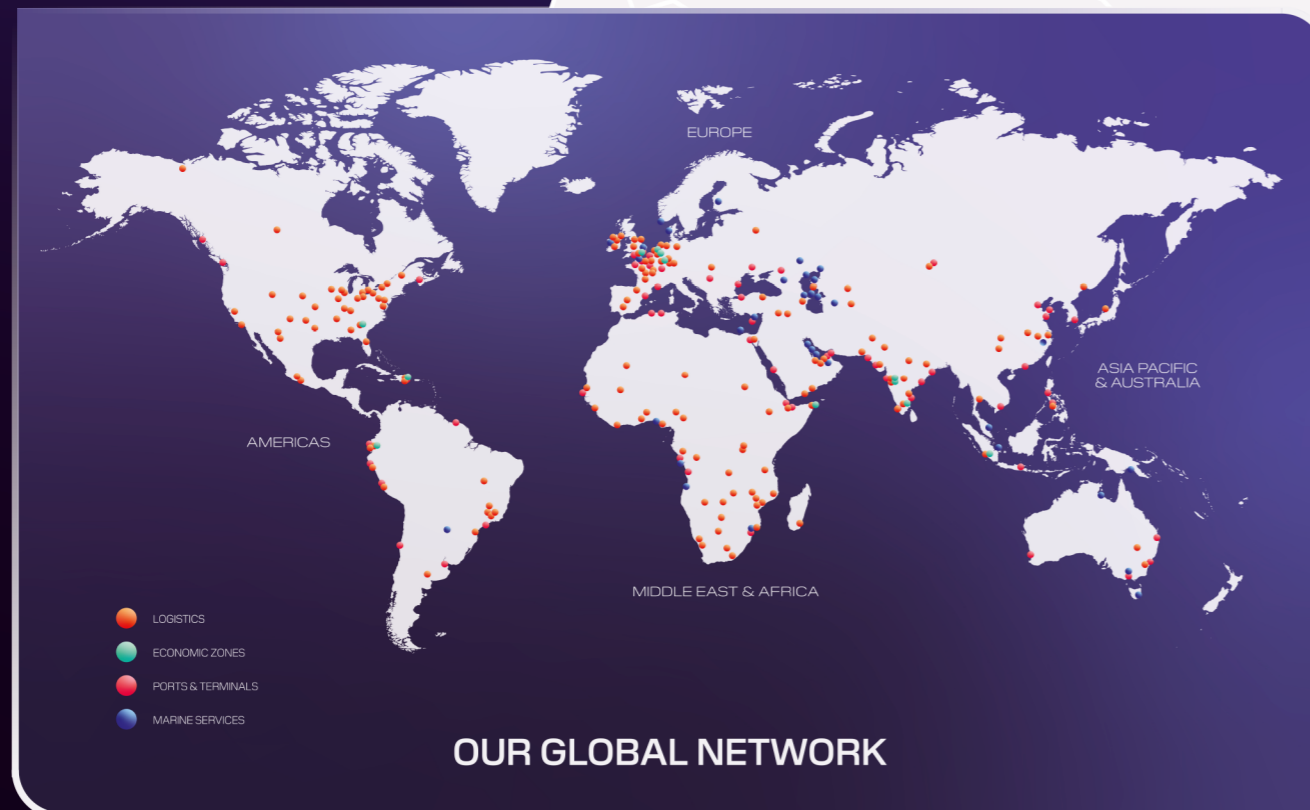 EUROPE
ASIA PACIFIC
& AUSTRALIA
AMERICAS
MIDDLE EAST & AFRICA
LOGISTICS
ECONOMIC ZONES
PORTS & TERMINALS
MARINE SERVICES
OUR GLOBAL NETWORK